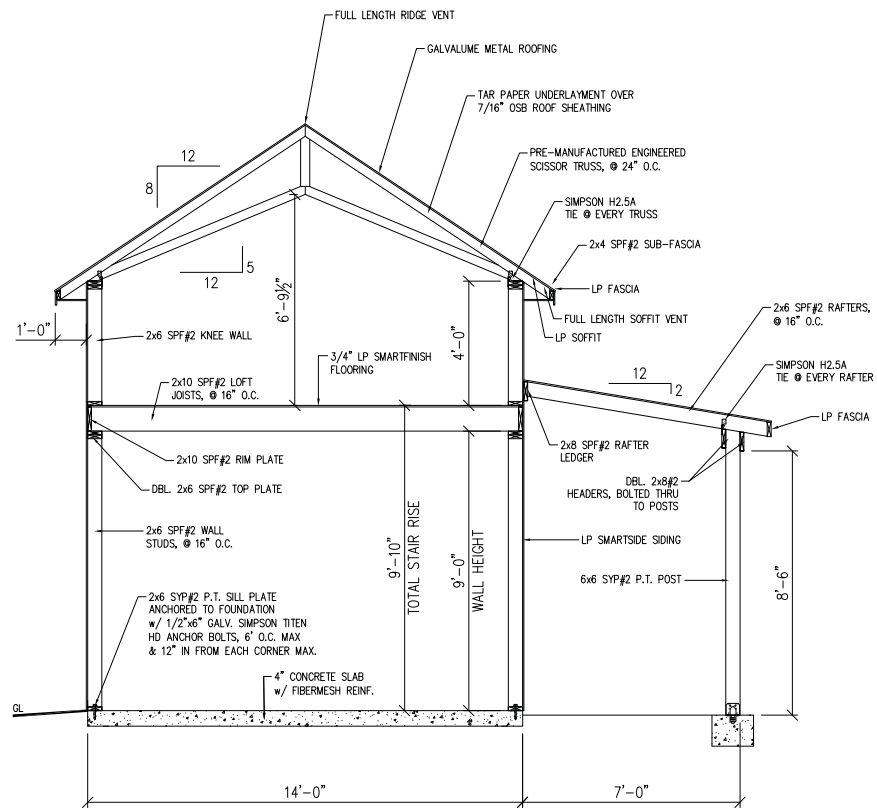 FULL LENGTH RIDGE VENT
GALVALUME METAL ROOFING
TAR PAPER UNDERLAYMENT OVER
7/16" OSB ROOF SHEATHING
12
8
PRE-MANUFACTURED ENGINEERED
SCISSOR TRUSS, @ 24" O.C.
SIMPSON H2.5A
TIE @ EVERY TRUSS
2x4 SPF#2 SUB-FASCIA
5
12
LP FASCIA
6'-9½"
FULL LENGTH SOFFIT VENT
LP SOFFIT
2x6 SPF#2 RAFTERS,
@ 16" O.C.
1'-0"
2x6 SPF#2 KNEE WALL
4'-0"
3/4" LP SMARTFINISH
FLOORING
2x10 SPF#2 LOFT
JOISTS, @ 16" O.C.
12
2
SIMPSON H2.5A
TIE @ EVERY RAFTER
LP FASCIA
2x8 SPF#2 RAFTER
LEDGER
2x10 SPF#2 RIM PLATE
DBL. 2x6 SPF#2 TOP PLATE
DBL. 2x8#2
HEADERS, BOLTED THRU
TO POSTS
2x6 SPF#2 WALL
STUDS, @ 16" O.C.
9'-10"
TOTAL STAIR RISE
9'-0"
WALL HEIGHT
LP SMARTSIDE SIDING
6x6 SYP#2 P.T. POST
8'-6"
2x6 SYP#2 P.T. SILL PLATE
ANCHORED TO FOUNDATION
w/ 1/2"x6" GALV. SIMPSON TITEN
HD ANCHOR BOLTS, 6' O.C. MAX
& 12" IN FROM EACH CORNER MAX.
4" CONCRETE SLAB
w/ FIBERMESH REINF.
GL
14'-0"
7'-0"